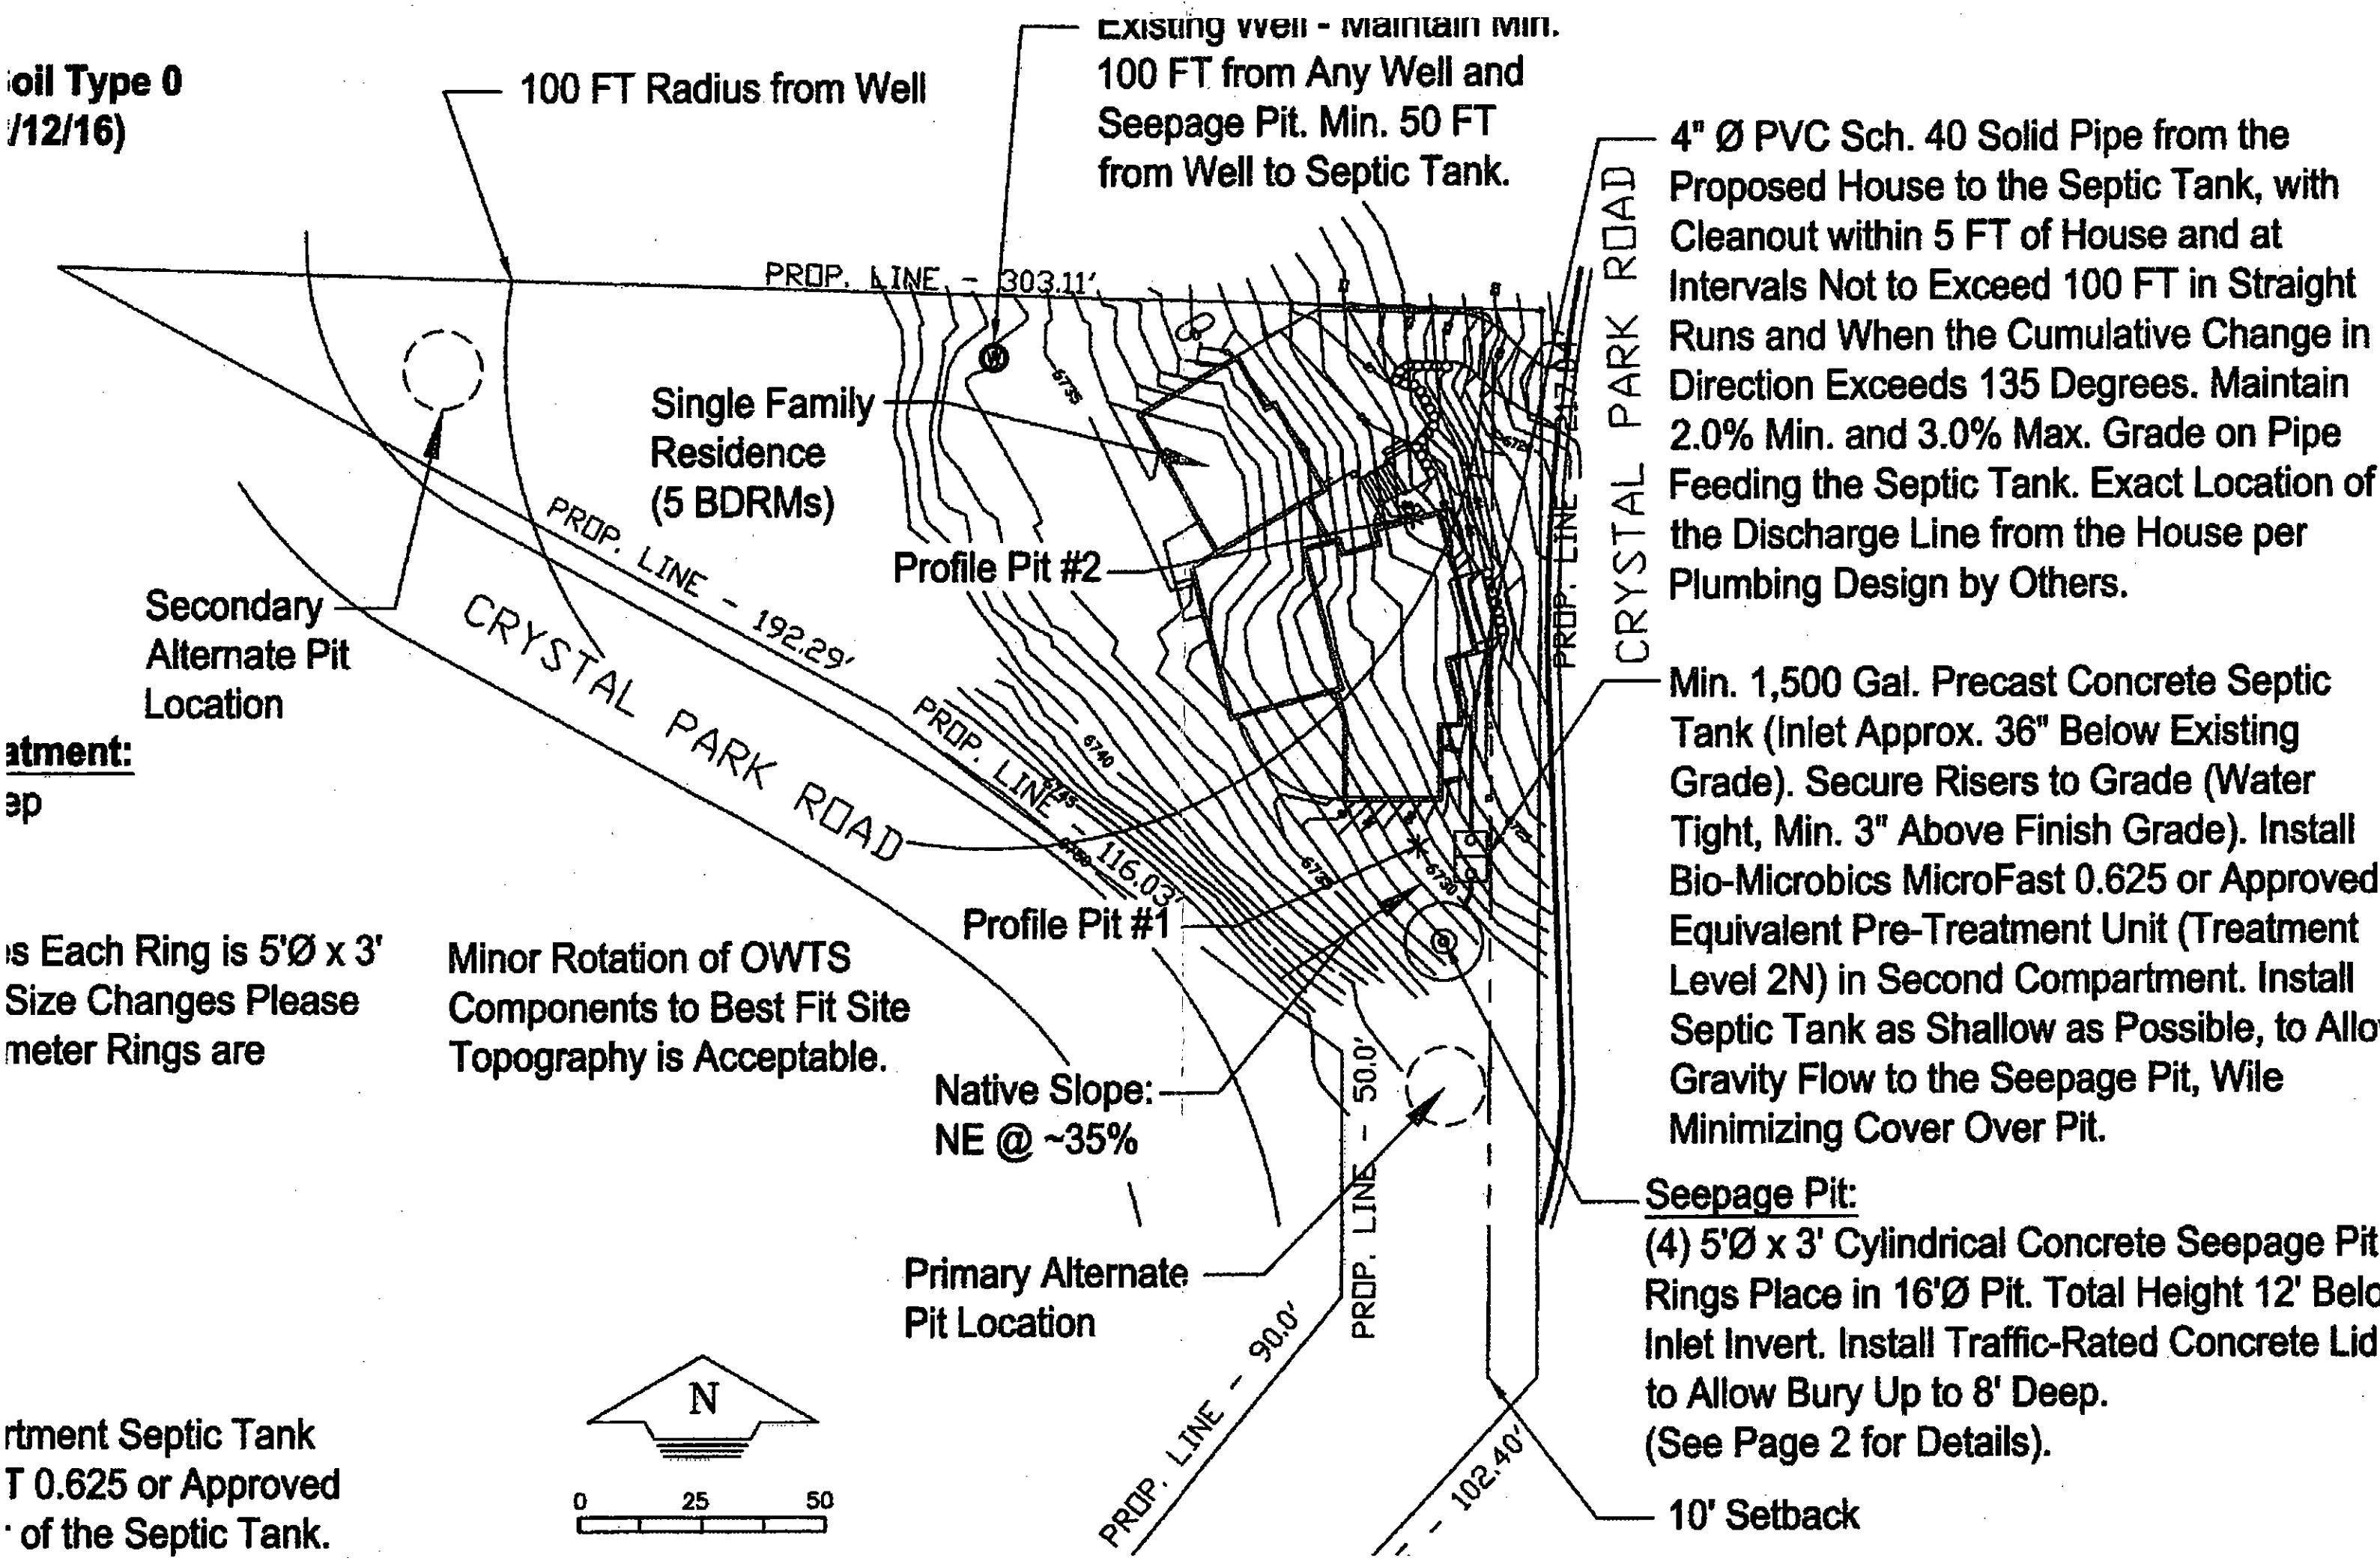 oil Type 0
/12/16)
100 FT Radius from Well
Existing Well - Maintain Min.
100 FT from Any Well and
Seepage Pit. Min. 50 FT
from Well to Septic Tank.
4" Ø PVC Sch. 40 Solid Pipe from the
Proposed House to the Septic Tank, with
Cleanout within 5 FT of House and at
Intervals Not to Exceed 100 FT in Straight
Runs and When the Cumulative Change in
Direction Exceeds 135 Degrees. Maintain
2.0% Min. and 3.0% Max. Grade on Pipe
Feeding the Septic Tank. Exact Location of
the Discharge Line from the House per
Plumbing Design by Others.
CRYSTAL PARK ROAD
PROP. LINE - 303.11'
PROP. LINE - 217.04'
W
6735
Single Family
Residence
(5 BDRMs)
Profile Pit #2
PROP. LINE - 192.29'
Secondary
Alternate Pit
Location
CRYSTAL PARK ROAD
PROP. LINE - 116.03'
6740
6745
6750
6735
6730
Min. 1,500 Gal. Precast Concrete Septic
Tank (Inlet Approx. 36" Below Existing
Grade). Secure Risers to Grade (Water
Tight, Min. 3" Above Finish Grade). Install
Bio-Microbics MicroFast 0.625 or Approved
Equivalent Pre-Treatment Unit (Treatment
Level 2N) in Second Compartment. Install
Septic Tank as Shallow as Possible, to Allo
Gravity Flow to the Seepage Pit, Wile
Minimizing Cover Over Pit.
atment:
ep
s Each Ring is 5'Ø x 3'
Size Changes Please
meter Rings are
Minor Rotation of OWTS
Components to Best Fit Site
Topography is Acceptable.
Profile Pit #1
Native Slope:
NE @ ~35%
PROP. LINE - 50.0'
Primary Alternate
Pit Location
Seepage Pit:
(4) 5'Ø x 3' Cylindrical Concrete Seepage Pit
Rings Place in 16'Ø Pit. Total Height 12' Belo
Inlet Invert. Install Traffic-Rated Concrete Lid
to Allow Bury Up to 8' Deep.
(See Page 2 for Details).
PROP. LINE - 90.0'
- 102.40'
10' Setback
N
0 25 50
rtment Septic Tank
T 0.625 or Approved
of the Septic Tank.